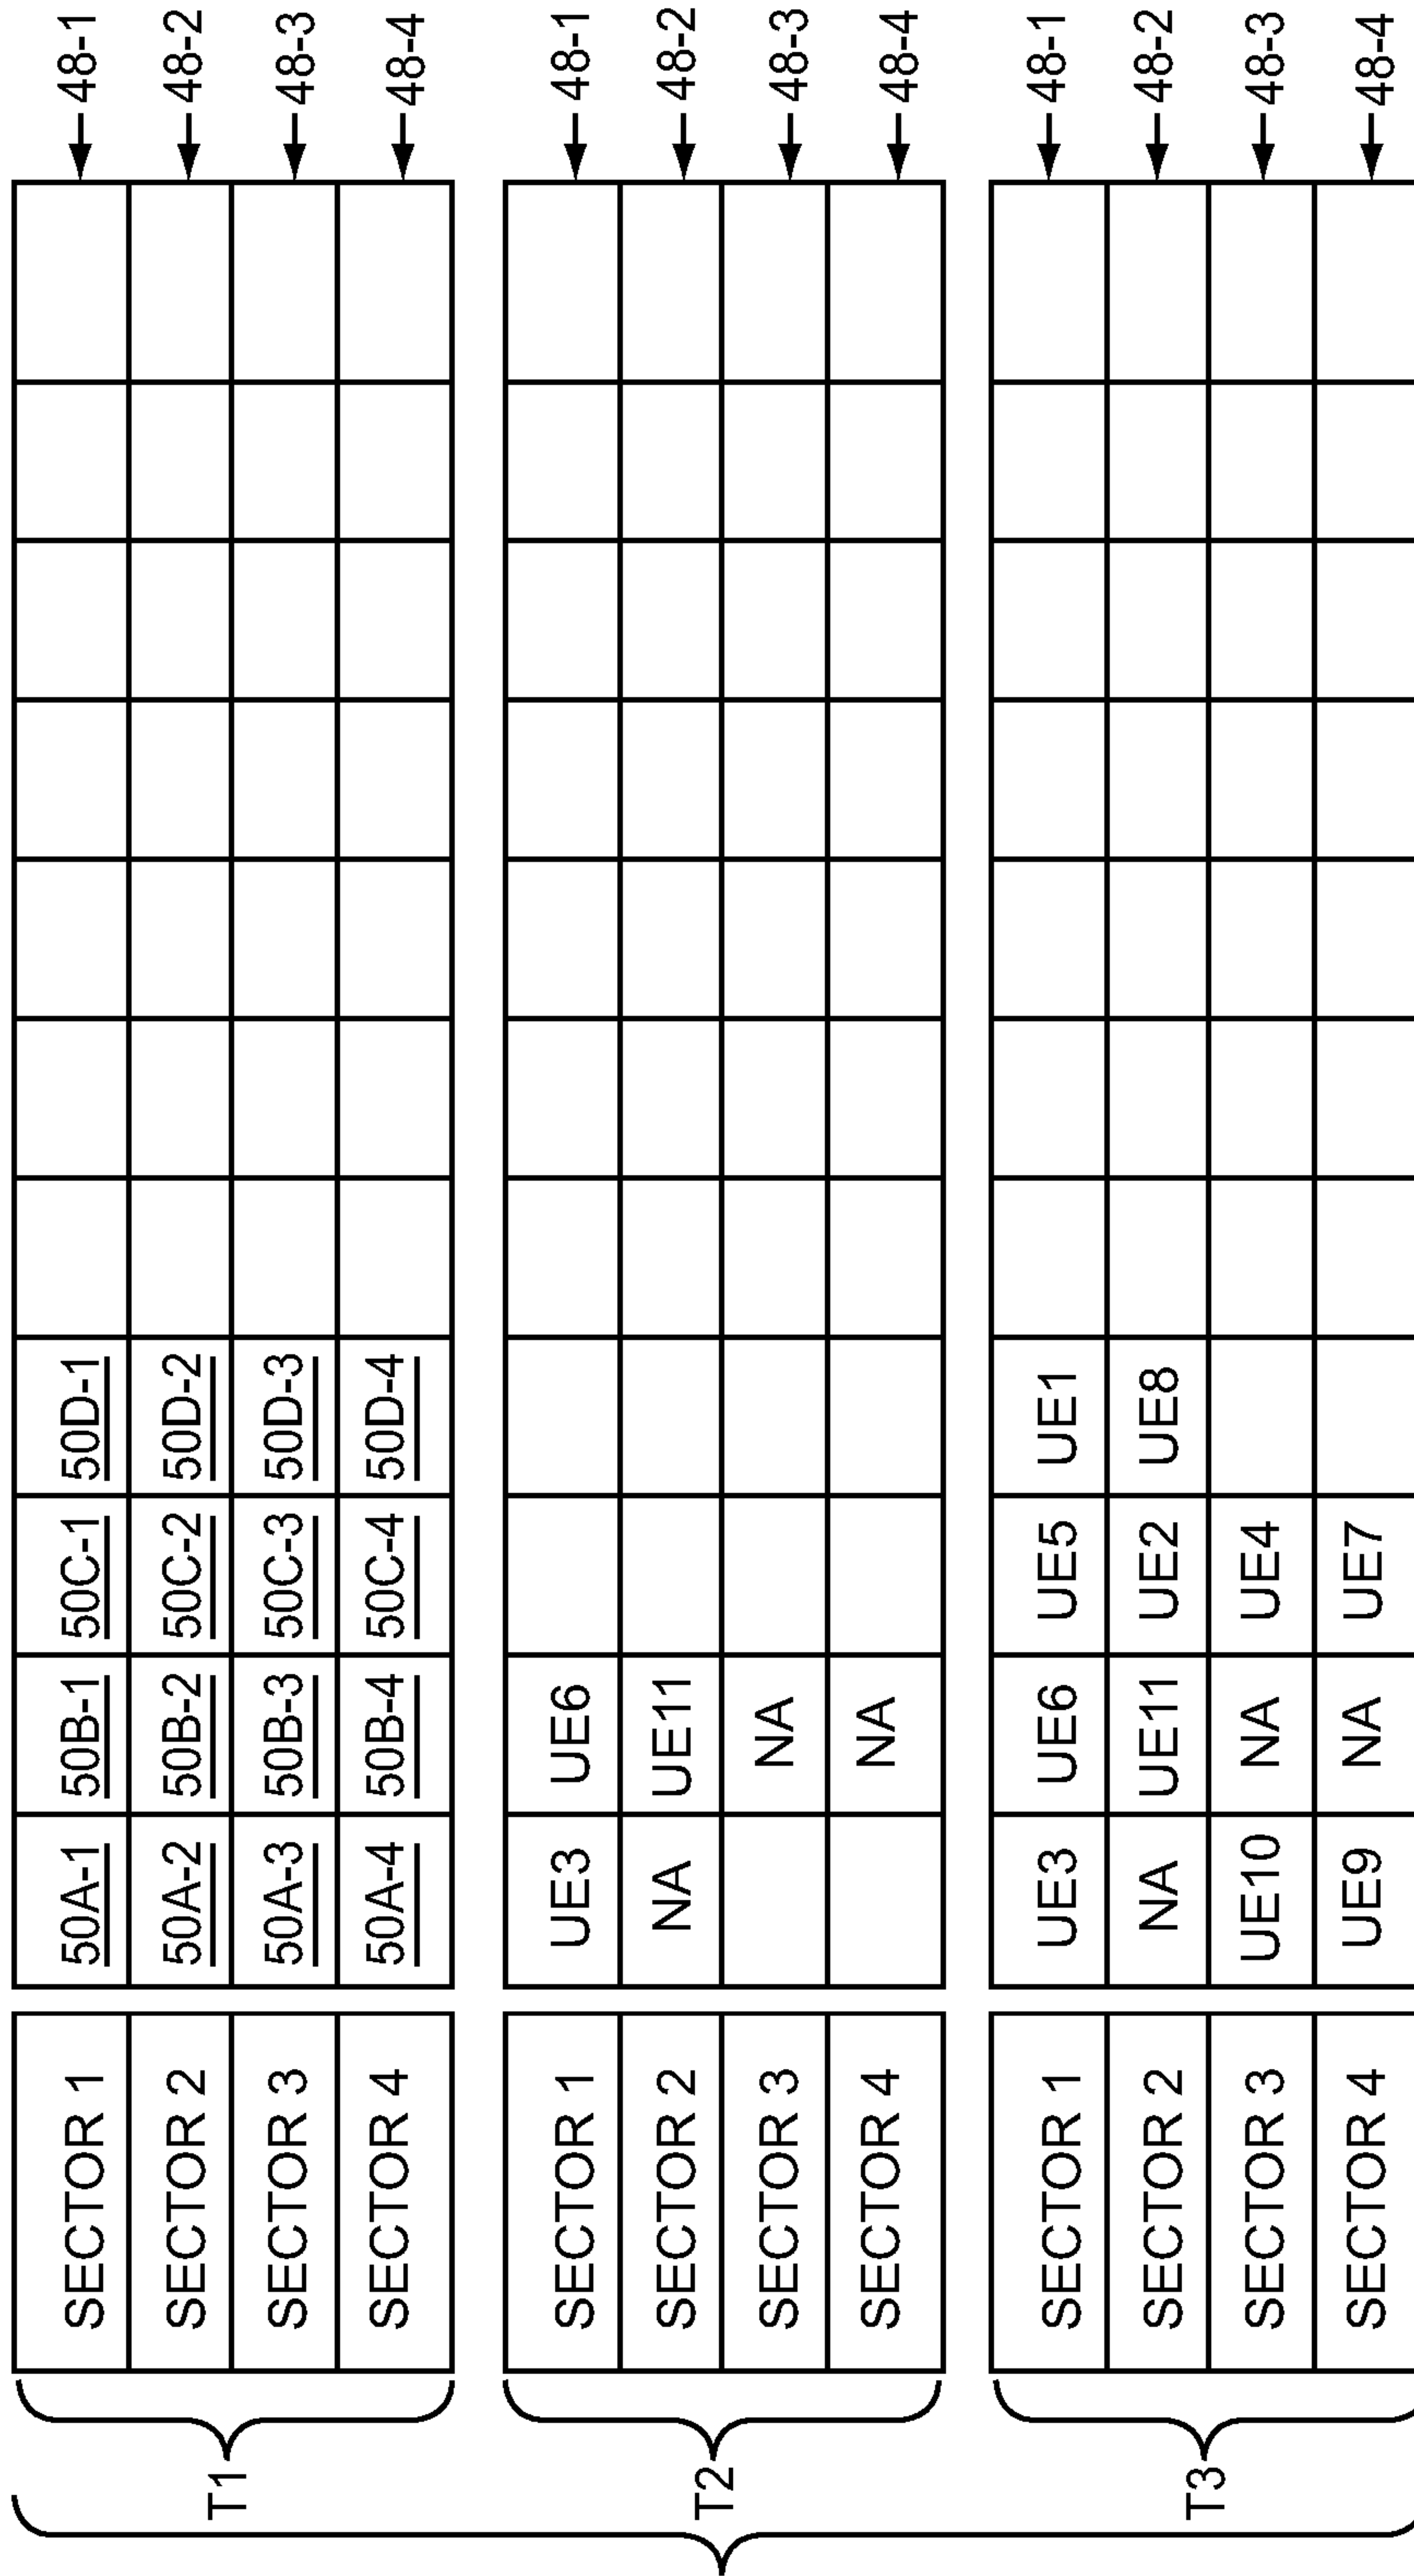 T1
SECTOR 1 50A-1 50B-1 50C-1 50D-1 48-1
SECTOR 2 50A-2 50B-2 50C-2 50D-2 48-2
SECTOR 3 50A-3 50B-3 50C-3 50D-3 48-3
SECTOR 4 50A-4 50B-4 50C-4 50D-4 48-4
T2
SECTOR 1 UE3 UE6 48-1
SECTOR 2 NA UE11 48-2
SECTOR 3 NA 48-3
SECTOR 4 NA 48-4
T3
SECTOR 1 UE3 UE6 UE5 UE1 48-1
SECTOR 2 NA UE11 UE2 UE8 48-2
SECTOR 3 UE10 NA UE4 48-3
SECTOR 4 UE9 NA UE7 48-4